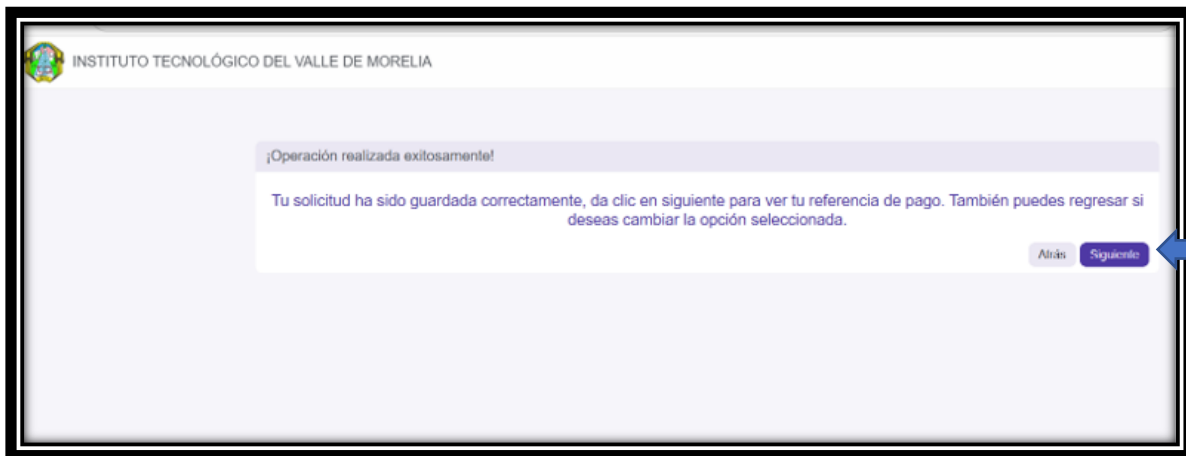 INSTITUTO TECNOLÓGICO DEL VALLE DE MORELIA
¡Operación realizada exitosamente!
Tu solicitud ha sido guardada correctamente, da clic en siguiente para ver tu referencia de pago. También puedes regresar si
deseas cambiar la opción seleccionada.
Atrás Siguiente